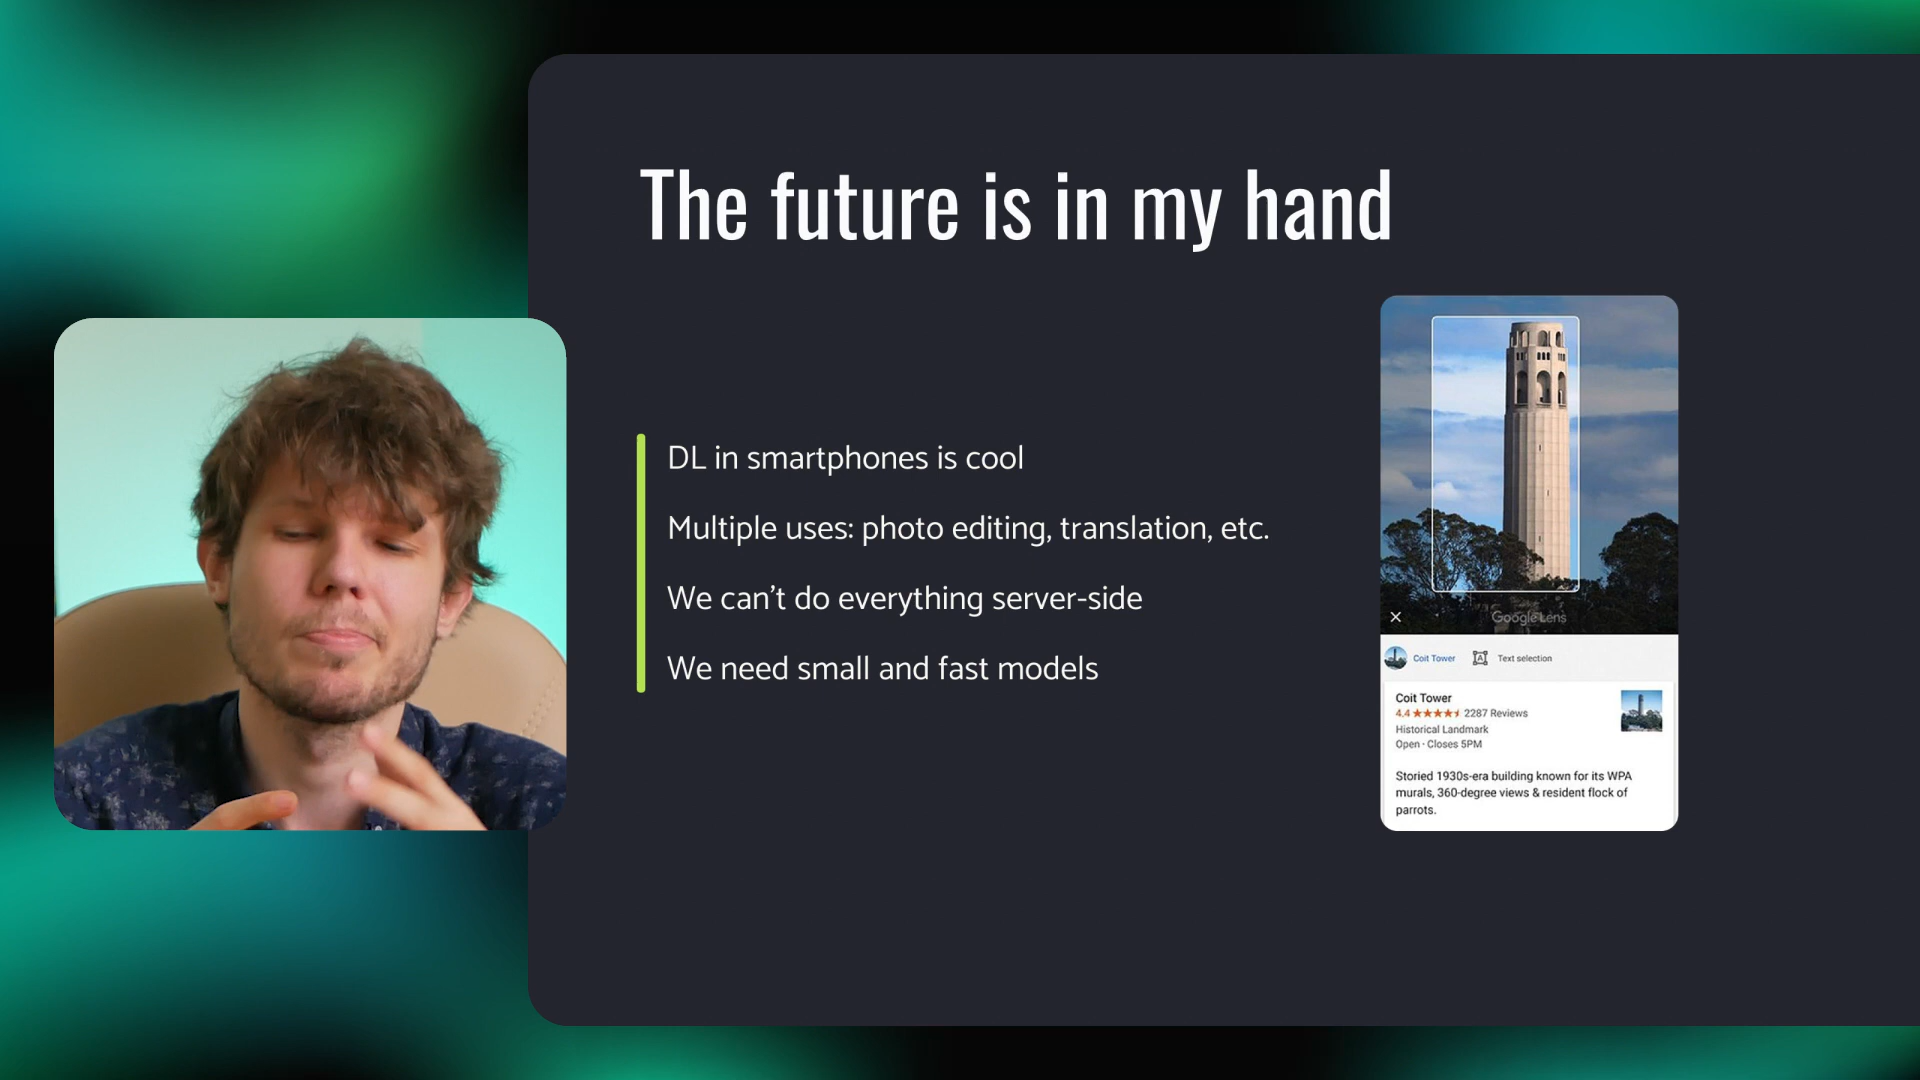 The future is in my hand
DL in smartphones is cool
Multiple uses: photo editing, translation, etc.
We can't do everything server-side
We need small and fast models
Google Lens
Coit Tower
Text selection
Coit Tower
4.4 ★★★★★ 2287 Reviews
Historical Landmark
Open · Closes 5PM
Storied 1930s-era building known for its WPA
murals, 360-degree views & resident flock of
parrots.